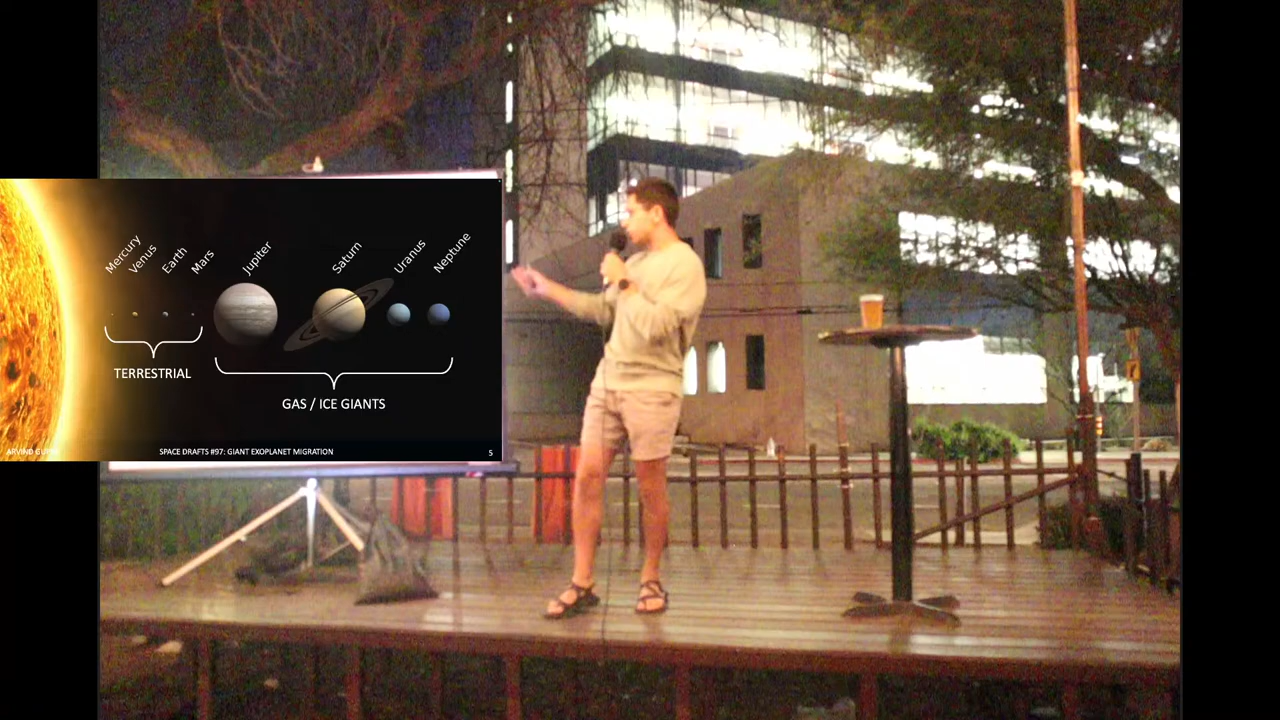 Mercury
Venus
Earth
Mars
Jupiter
Saturn
Uranus
Neptune
TERRESTRIAL
GAS / ICE GIANTS
SPACE DRAFTS #97: GIANT EXOPLANET MIGRATION
5